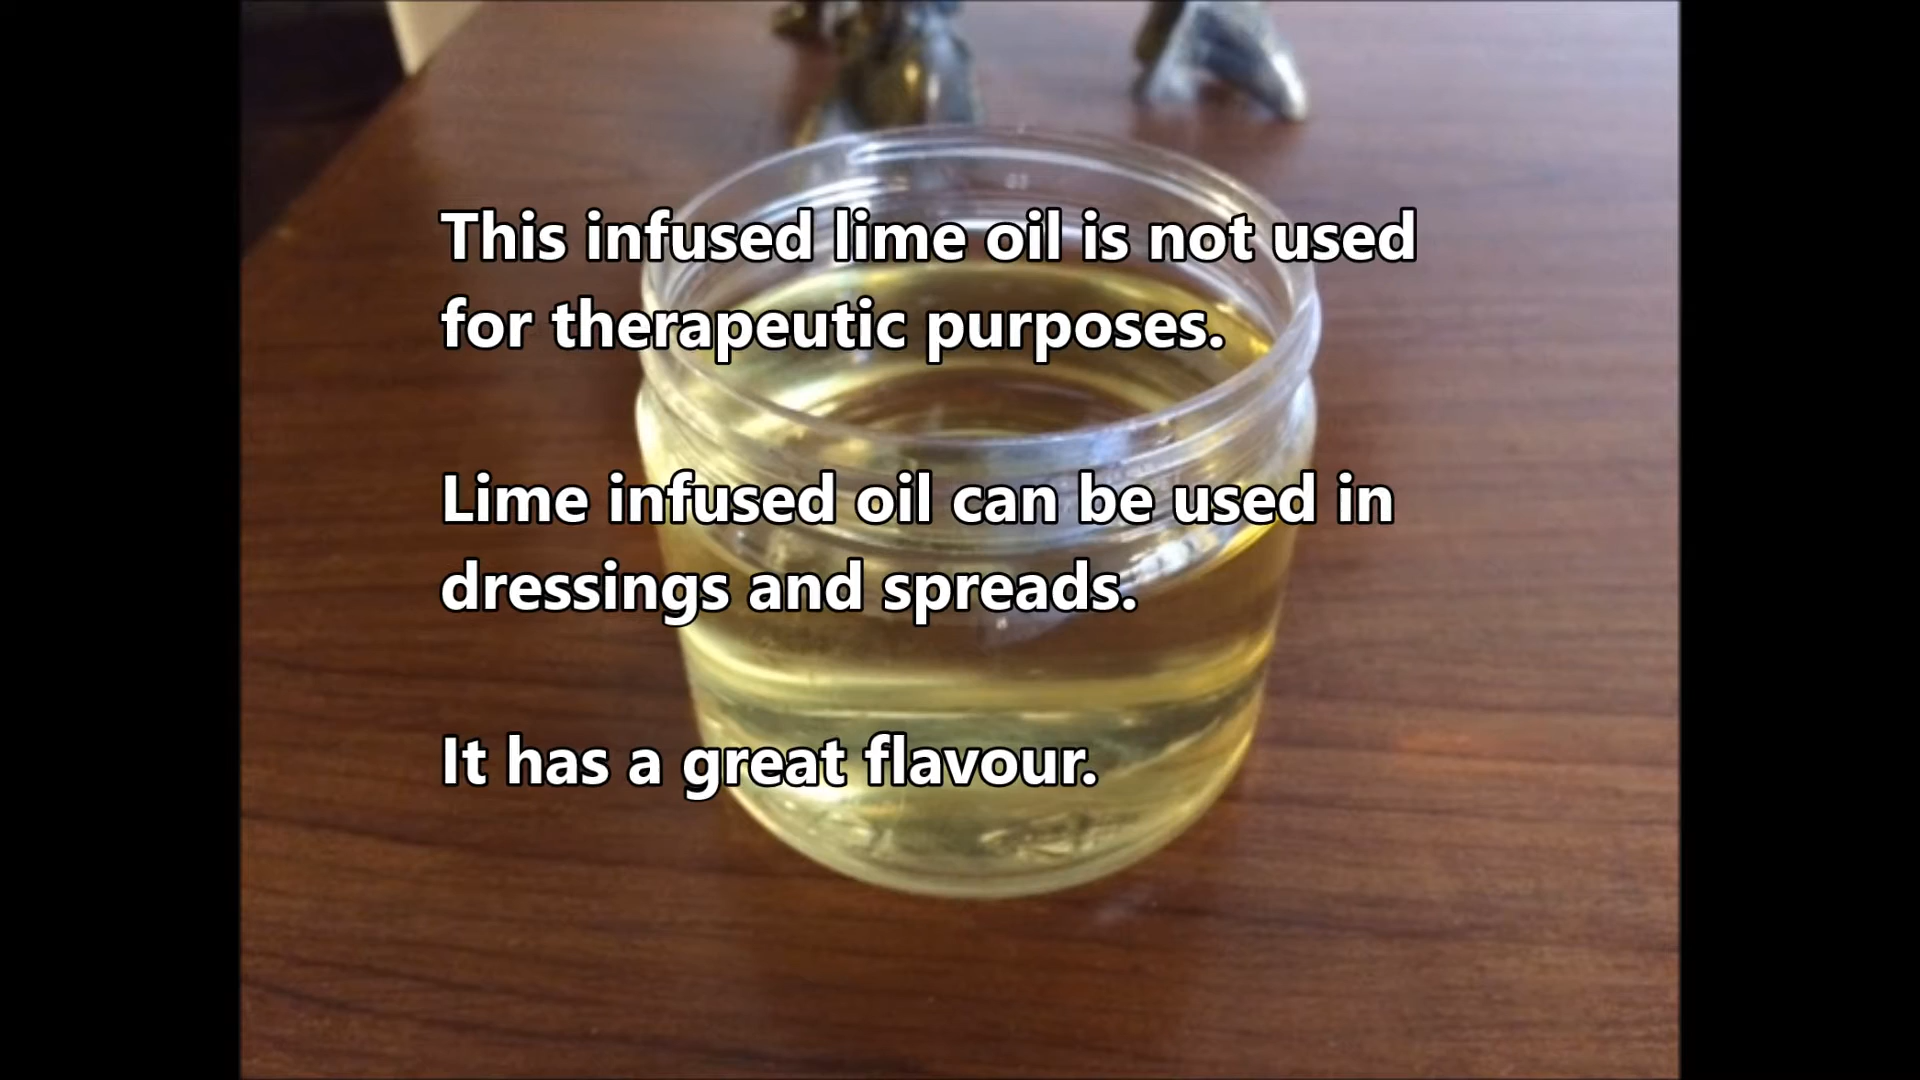 This infused lime oil is not used
for therapeutic purposes.
Lime infused oil can be used in
dressings and spreads.
It has a great flavour.